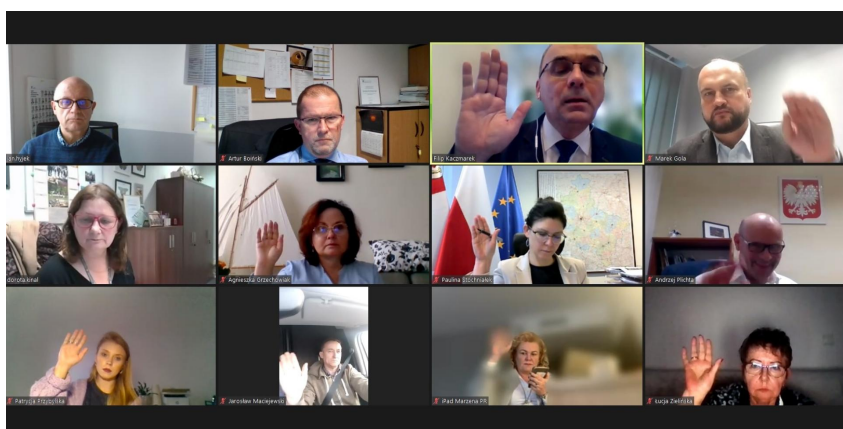 Artur Boiński
Filip Kaczmarek
Marek Gola
Agnieszka Grzechowiak
Paulina Stochniałek
Andrzej Plichta
Patrycja Przybylska
Jarosław Maciejewski
iPad Marzena PR
Łucja Zielińska